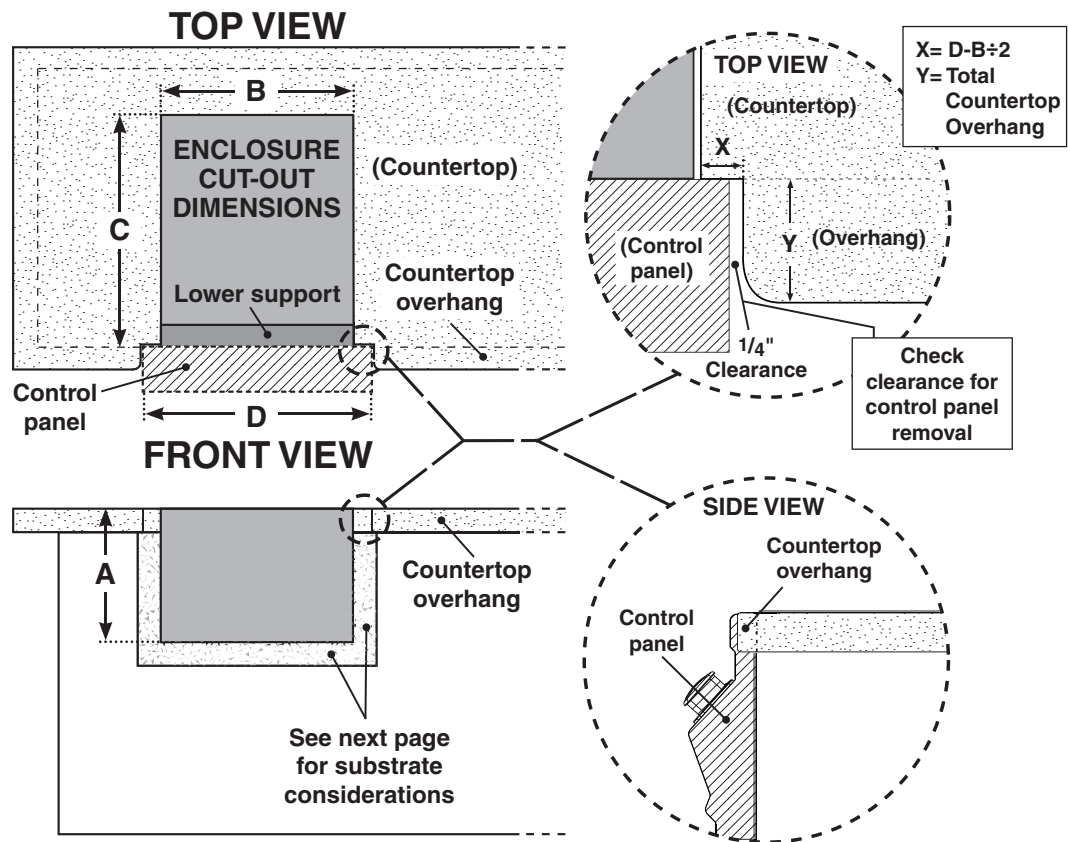 TOP VIEW
B
ENCLOSURE
CUT-OUT
DIMENSIONS
(Countertop)
C
Lower support
Countertop
overhang
Control
panel
D
TOP VIEW
(Countertop)
X
(Control
panel)
Y
(Overhang)
1/4"
Clearance
X= D-B÷2
Y= Total
Countertop
Overhang
Check
clearance for
control panel
removal
FRONT VIEW
A
Countertop
overhang
See next page
for substrate
considerations
SIDE VIEW
Countertop
overhang
Control
panel